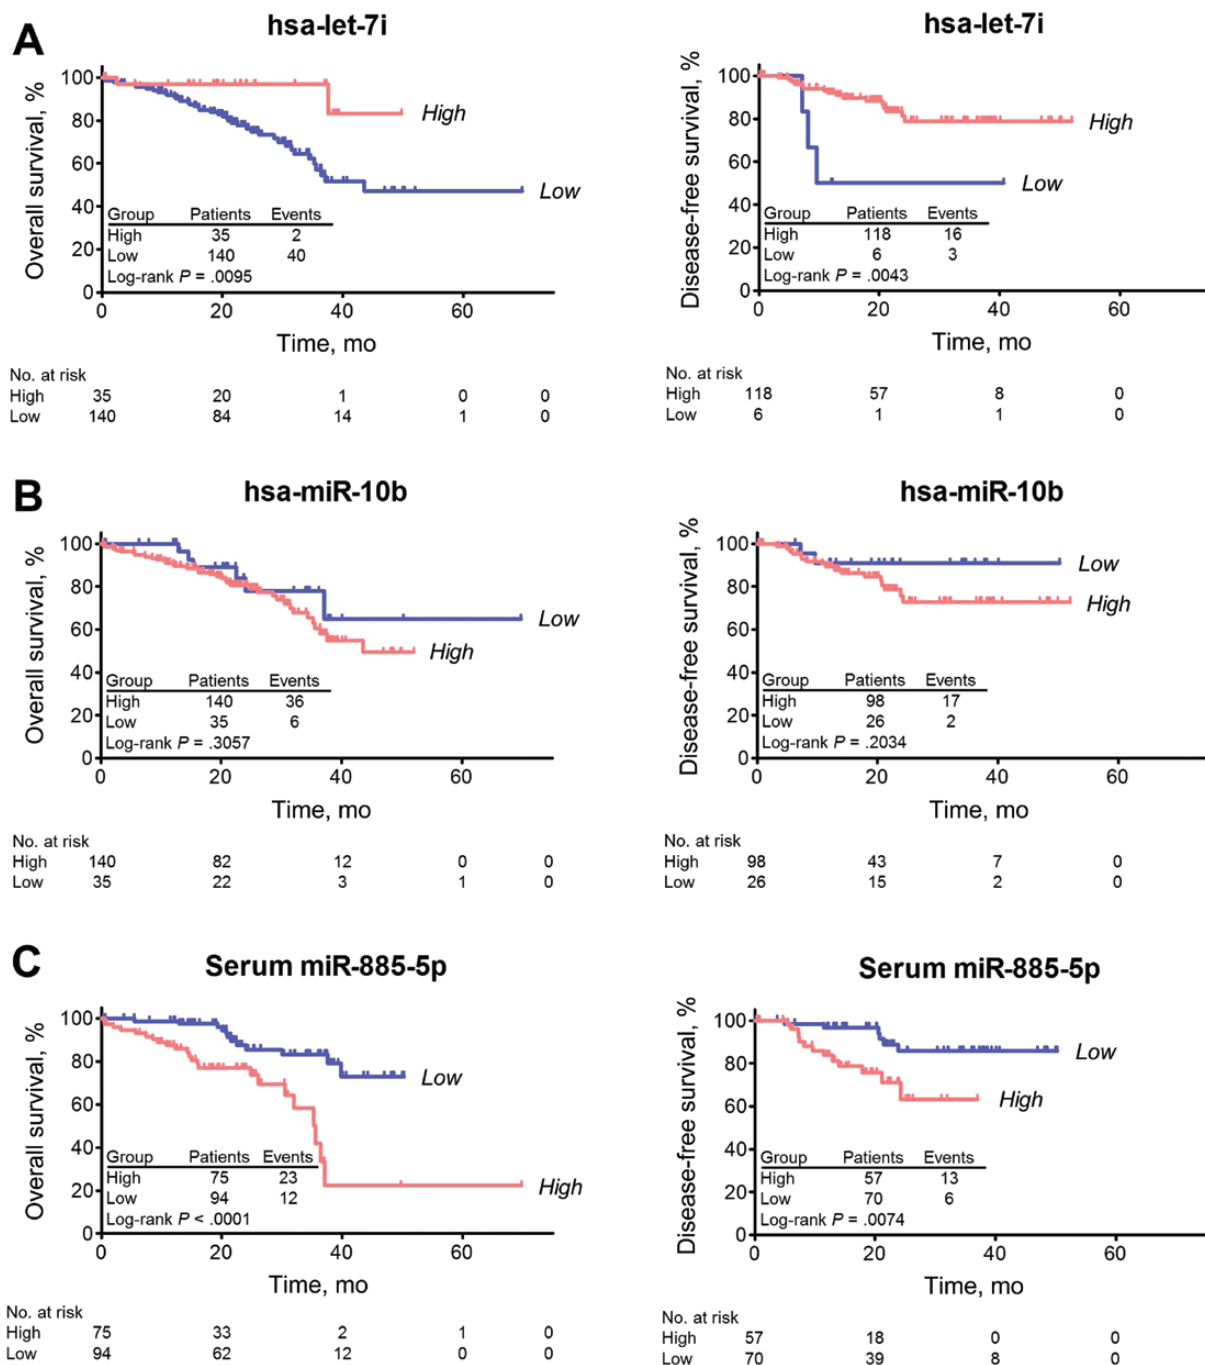 A
hsa-let-7i
Overall survival, %
100
80
60
40
20
0
High
Low
Group Patients Events
High 35 2
Low 140 40
Log-rank P = .0095
0 20 40 60
Time, mo
No. at risk
High 35 20 1 0 0
Low 140 84 14 1 0
hsa-let-7i
Disease-free survival, %
100
80
60
40
20
0
High
Low
Group Patients Events
High 118 16
Low 6 3
Log-rank P = .0043
0 20 40 60
Time, mo
No. at risk
High 118 57 8 0
Low 6 1 1 0
B
hsa-miR-10b
Overall survival, %
100
80
60
40
20
0
Low
High
Group Patients Events
High 140 36
Low 35 6
Log-rank P = .3057
0 20 40 60
Time, mo
No. at risk
High 140 82 12 0 0
Low 35 22 3 1 0
hsa-miR-10b
Disease-free survival, %
100
80
60
40
20
0
Low
High
Group Patients Events
High 98 17
Low 26 2
Log-rank P = .2034
0 20 40 60
Time, mo
No. at risk
High 98 43 7 0
Low 26 15 2 0
C
Serum miR-885-5p
Overall survival, %
100
80
60
40
20
0
Low
High
Group Patients Events
High 75 23
Low 94 12
Log-rank P < .0001
0 20 40 60
Time, mo
No. at risk
High 75 33 2 1 0
Low 94 62 12 0 0
Serum miR-885-5p
Disease-free survival, %
100
80
60
40
20
0
Low
High
Group Patients Events
High 57 13
Low 70 6
Log-rank P = .0074
0 20 40 60
Time, mo
No. at risk
High 57 18 0 0
Low 70 39 8 0